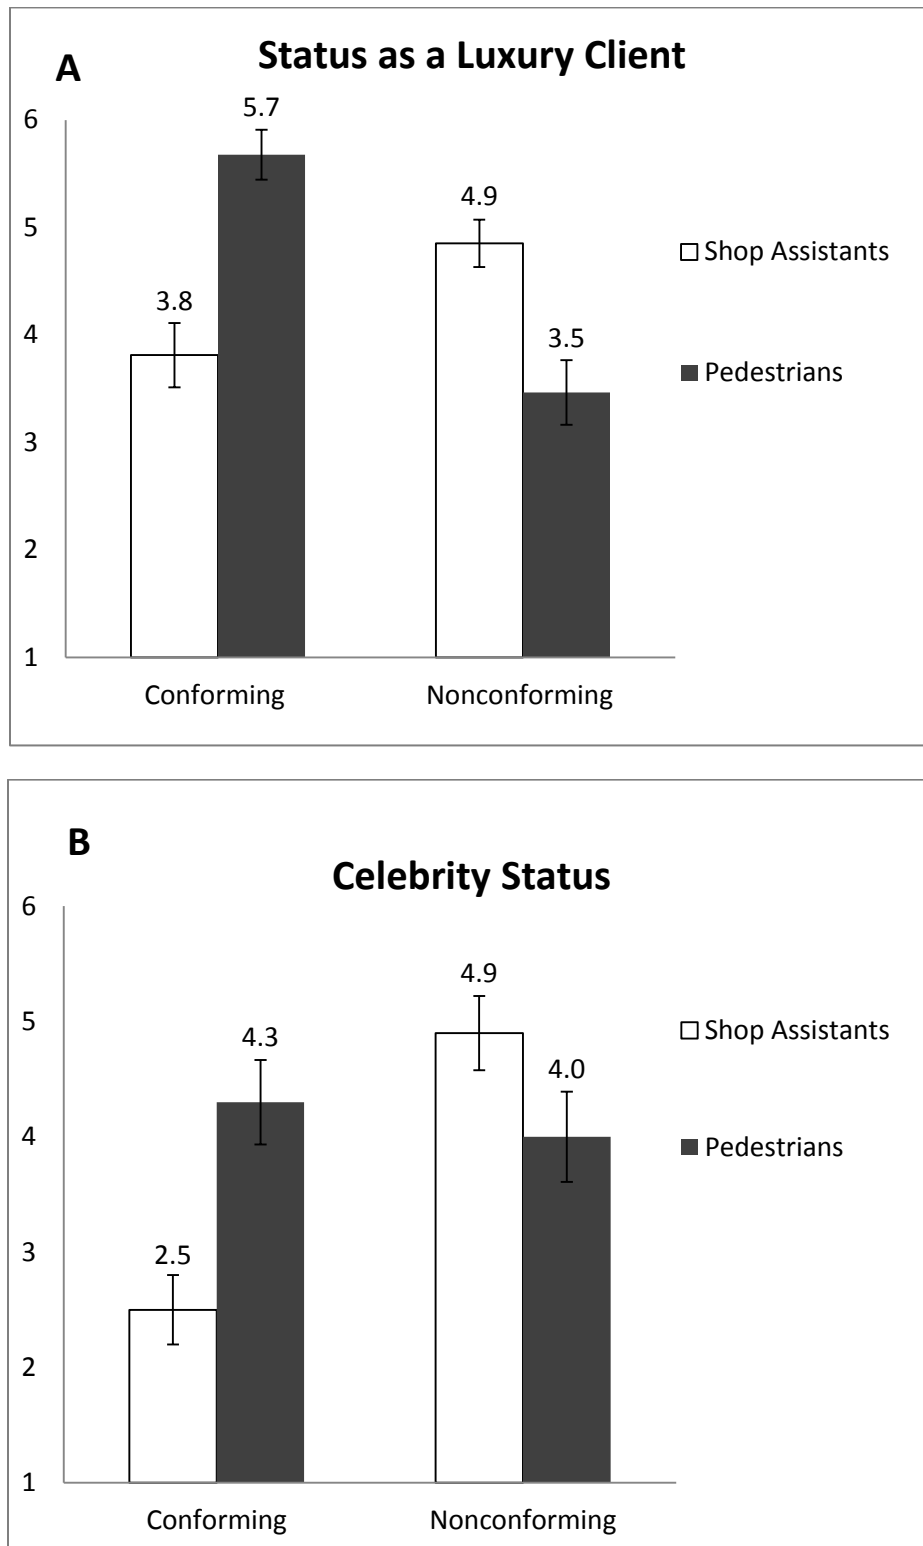 A
Status as a Luxury Client
6
5
4
3
2
1
3.8
5.7
4.9
3.5
Conforming
Nonconforming
Shop Assistants
Pedestrians
B
Celebrity Status
6
5
4
3
2
1
2.5
4.3
4.9
4.0
Conforming
Nonconforming
Shop Assistants
Pedestrians